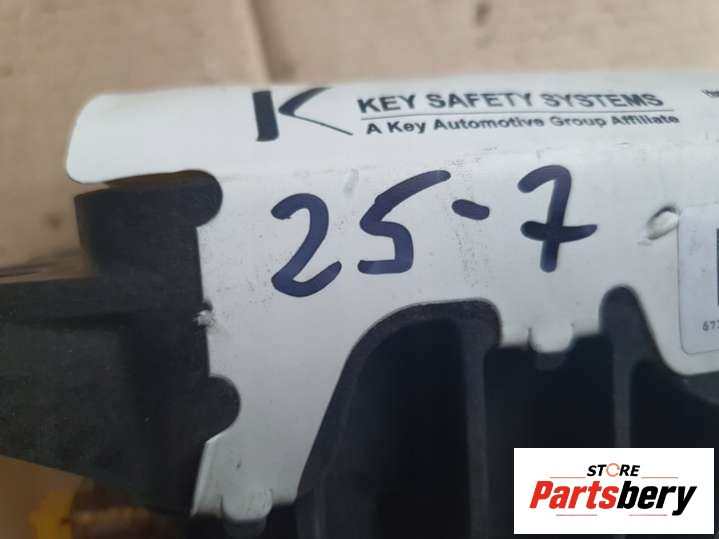 K KEY SAFETY SYSTEMS
A Key Automotive Group Affiliate
25-7
STORE
Partsbery